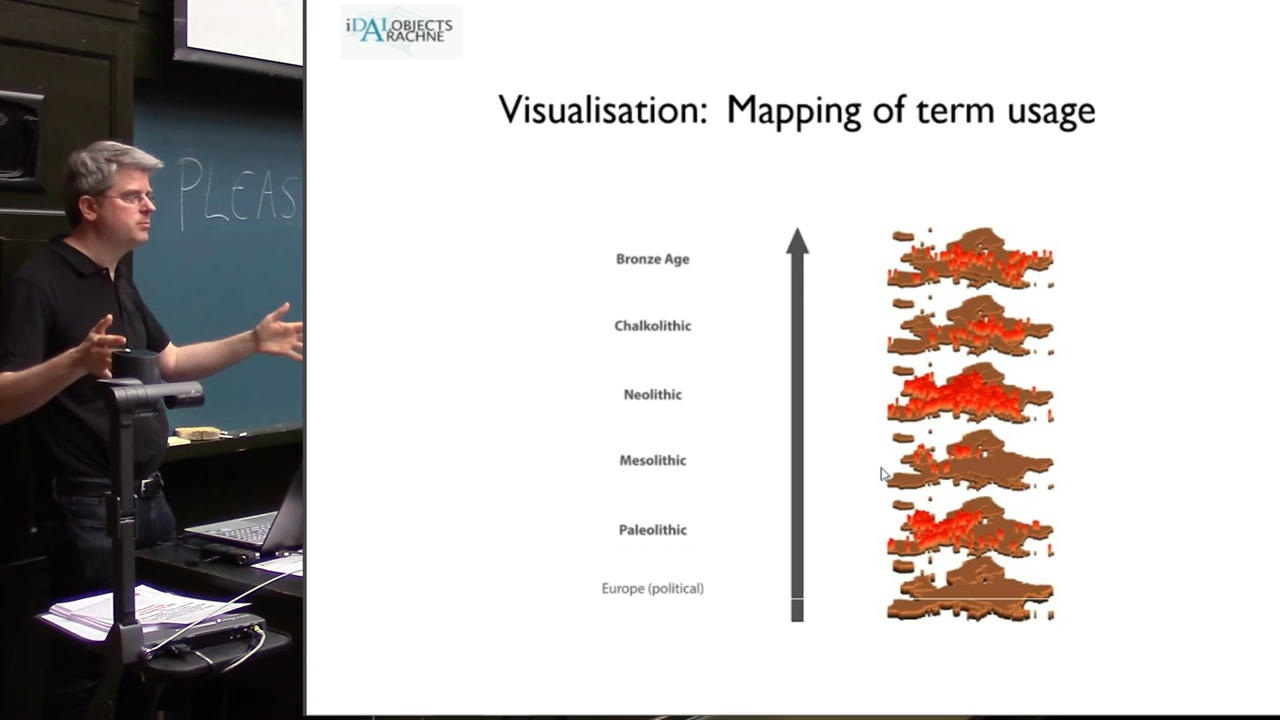 iDAI.OBJECTS
ARACHNE
Visualisation: Mapping of term usage
PLEAS
Bronze Age
Chalkolithic
Neolithic
Mesolithic
Paleolithic
Europe (political)